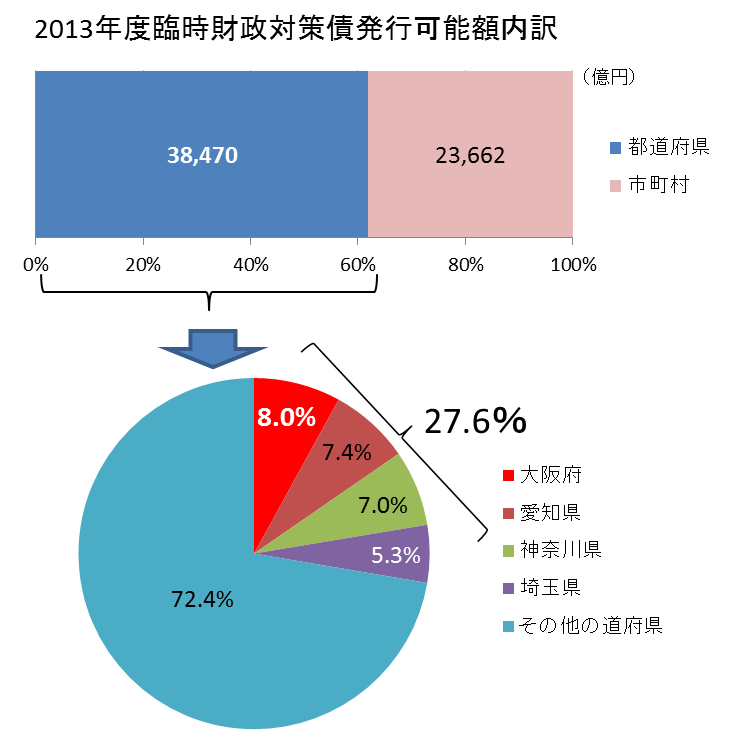 2013年度臨時財政対策債発行可能額内訳
（億円）
38,470
23,662
都道府県
市町村
0%
20%
40%
60%
80%
100%
27.6%
8.0%
7.4%
7.0%
5.3%
72.4%
大阪府
愛知県
神奈川県
埼玉県
その他の道府県